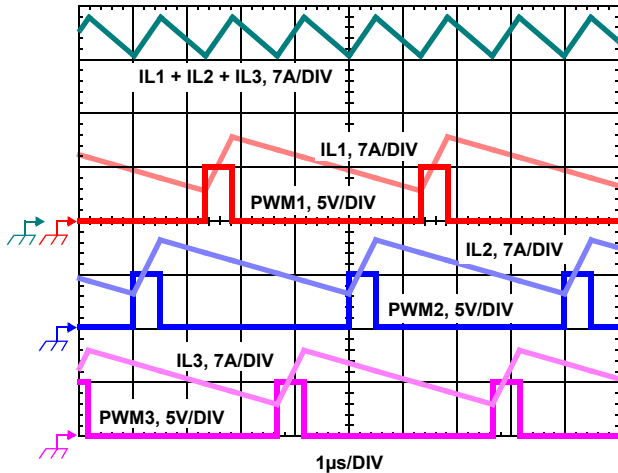 IL1 + IL2 + IL3, 7A/DIV
IL1, 7A/DIV
PWM1, 5V/DIV
IL2, 7A/DIV
PWM2, 5V/DIV
IL3, 7A/DIV
PWM3, 5V/DIV
1µs/DIV